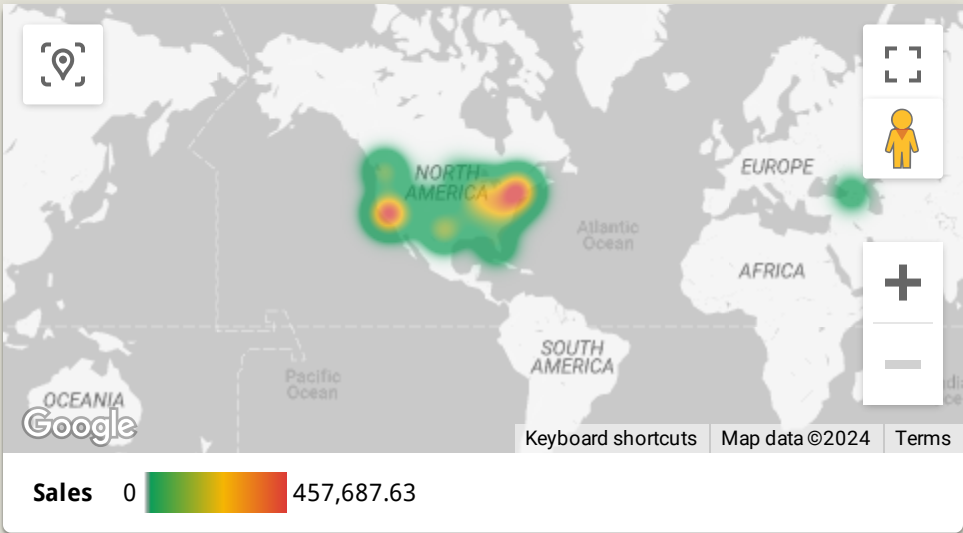 NORTH
AMERICA
EUROPE
Atlantic
Ocean
AFRICA
SOUTH
AMERICA
Pacific
Ocean
OCEANIA
Google
Keyboard shortcuts
Map data ©2024
Terms
Sales 0 457,687.63